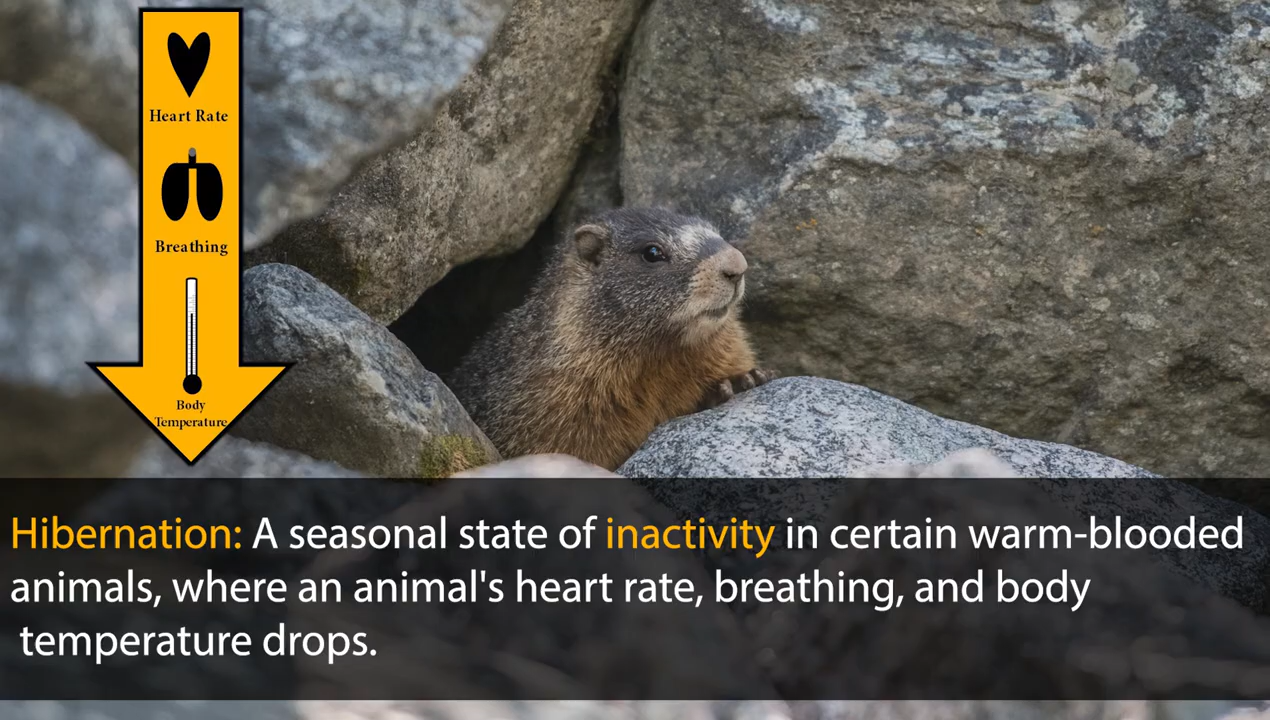 Heart Rate
Breathing
Body
Temperature
Hibernation: A seasonal state of inactivity in certain warm-blooded
animals, where an animal's heart rate, breathing, and body
temperature drops.